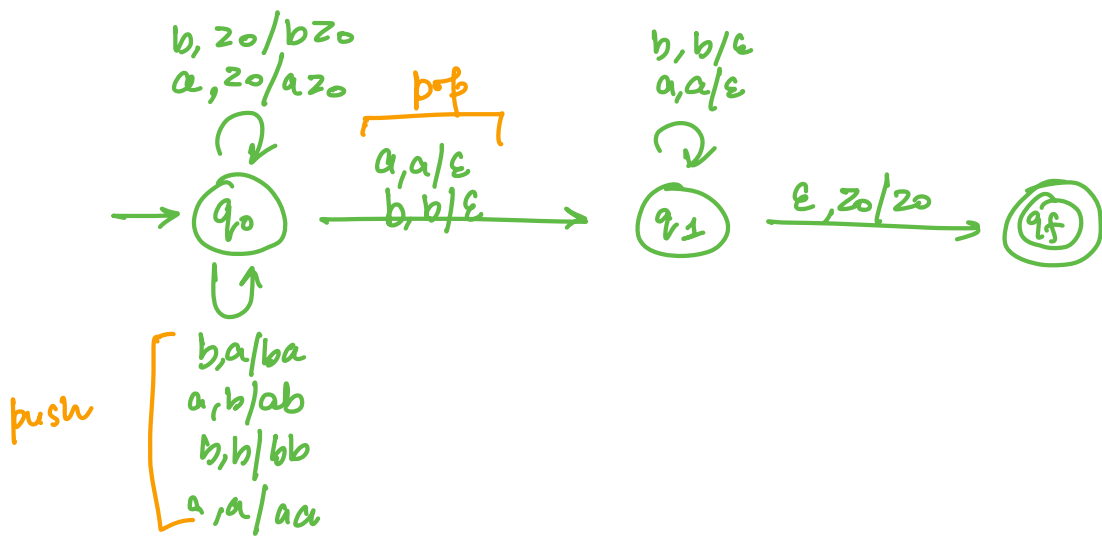 b, z0/bz0
a, z0/az0
pop
a,a/ε
b,b/ε
b,b/ε
a,a/ε
q0
q1
ε,z0/z0
qf
push
b,a/ba
a,b/ab
b,b/bb
a,a/aa